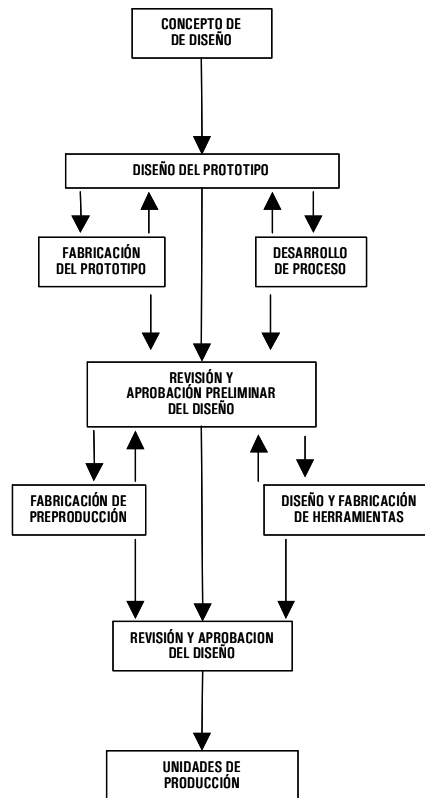 CONCEPTO DE
DE DISEÑO
DISEÑO DEL PROTOTIPO
FABRICACIÓN
DEL PROTOTIPO
DESARROLLO
DE PROCESO
REVISIÓN Y
APROBACIÓN PRELIMINAR
DEL DISEÑO
FABRICACIÓN DE
PREPRODUCCIÓN
DISEÑO Y FABRICACIÓN
DE HERRAMIENTAS
REVISIÓN Y APROBACION
DEL DISEÑO
UNIDADES DE
PRODUCCIÓN